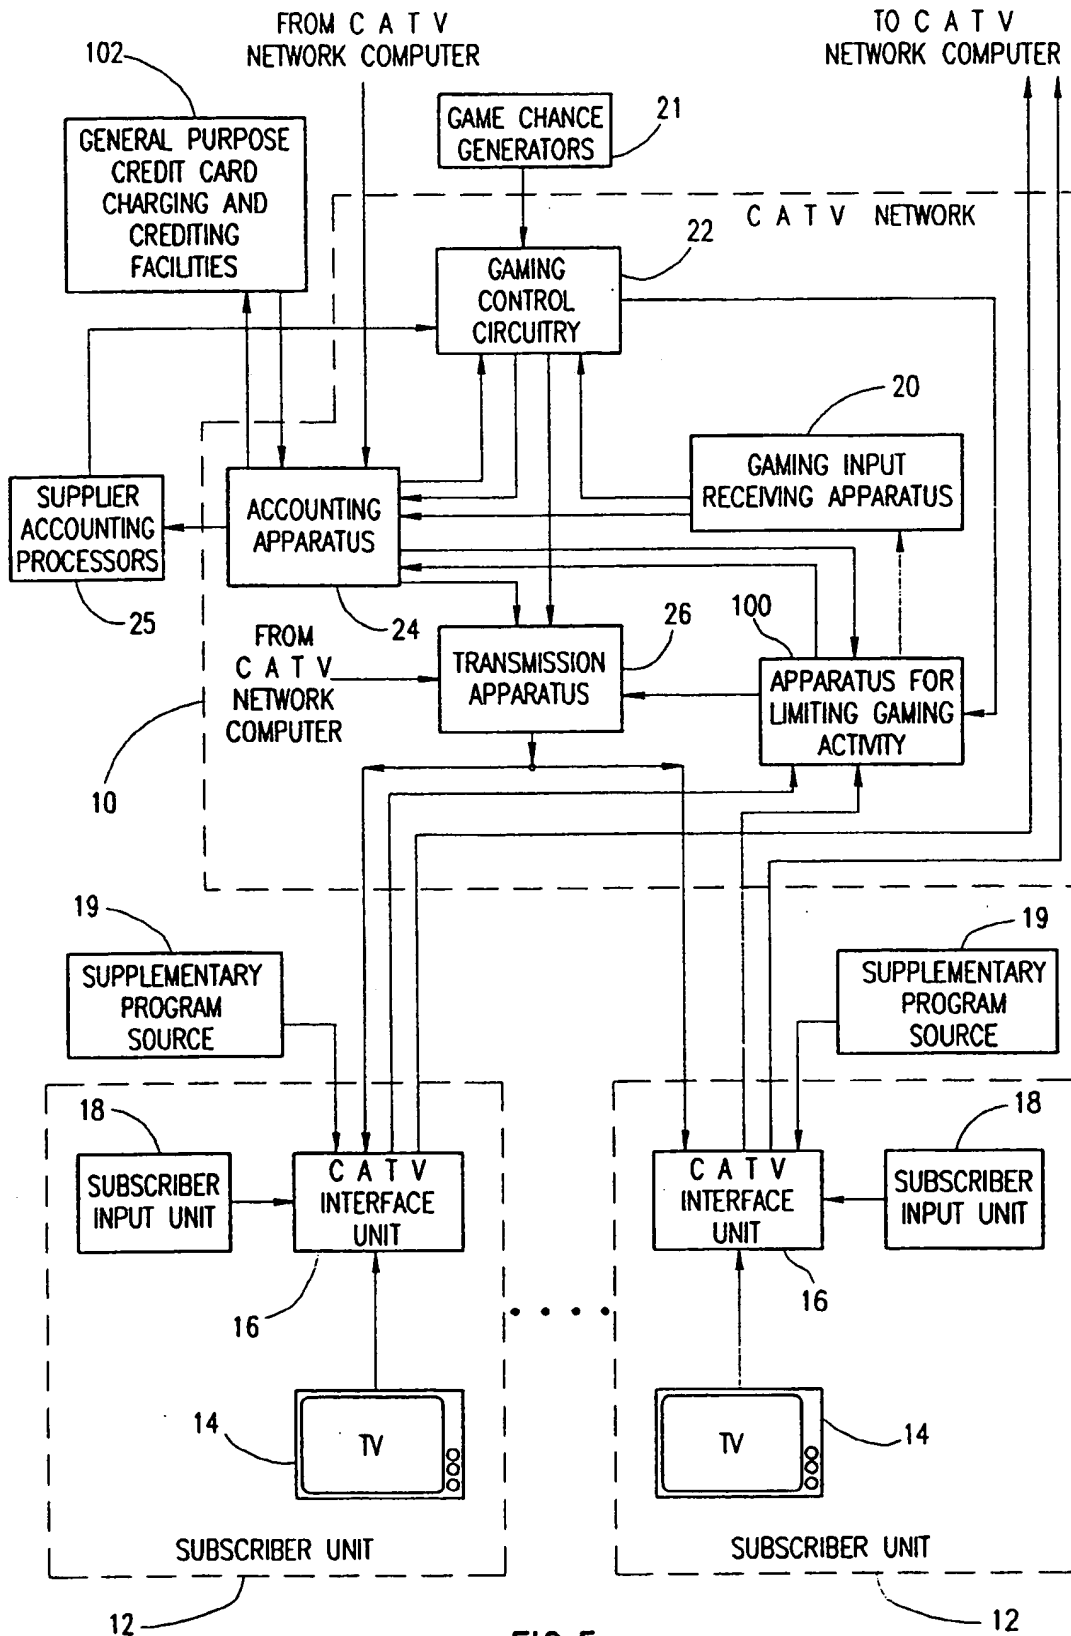 FROM C A T V
NETWORK COMPUTER
TO C A T V
NETWORK COMPUTER
102
GENERAL PURPOSE
CREDIT CARD
CHARGING AND
CREDITING
FACILITIES
GAME CHANCE
GENERATORS
21
C A T V NETWORK
22
GAMING
CONTROL
CIRCUITRY
20
GAMING INPUT
RECEIVING APPARATUS
SUPPLIER
ACCOUNTING
PROCESSORS
25
ACCOUNTING
APPARATUS
24
FROM
C A T V
NETWORK
COMPUTER
26
TRANSMISSION
APPARATUS
100
APPARATUS FOR
LIMITING GAMING
ACTIVITY
10
19
SUPPLEMENTARY
PROGRAM
SOURCE
19
SUPPLEMENTARY
PROGRAM
SOURCE
18
SUBSCRIBER
INPUT UNIT
C A T V
INTERFACE
UNIT
16
C A T V
INTERFACE
UNIT
16
18
SUBSCRIBER
INPUT UNIT
14
TV
TV
14
SUBSCRIBER UNIT
SUBSCRIBER UNIT
12
12